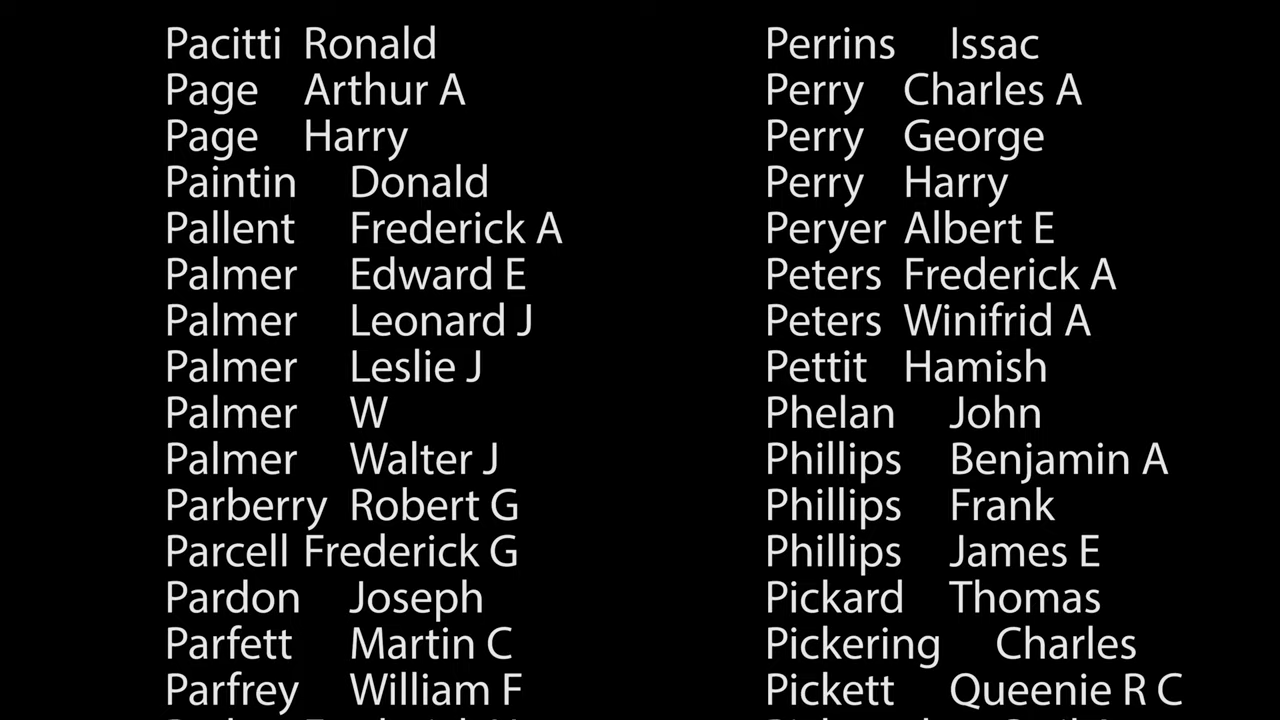 Pacitti Ronald
Page Arthur A
Page Harry
Paintin Donald
Pallent Frederick A
Palmer Edward E
Palmer Leonard J
Palmer Leslie J
Palmer W
Palmer Walter J
Parberry Robert G
Parcell Frederick G
Pardon Joseph
Parfett Martin C
Parfrey William F
Perrins Issac
Perry Charles A
Perry George
Perry Harry
Peryer Albert E
Peters Frederick A
Peters Winifrid A
Pettit Hamish
Phelan John
Phillips Benjamin A
Phillips Frank
Phillips James E
Pickard Thomas
Pickering Charles
Pickett Queenie R C